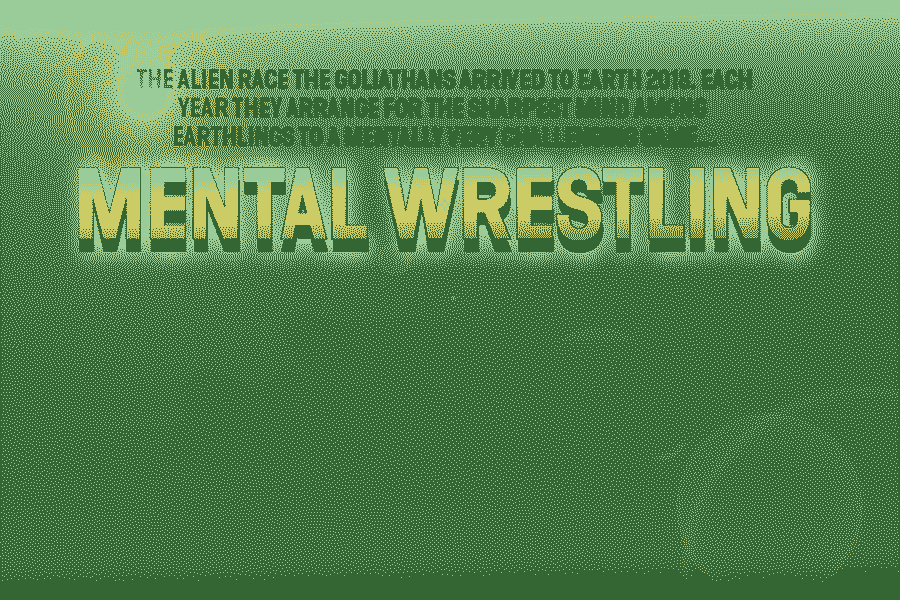 THE ALIEN RACE THE GOLIATHANS ARRIVED TO EARTH 2018. EACH
YEAR THEY ARRANGE FOR THE SHARPEST MIND AMONG
EARTHLINGS TO A MENTALLY VERY CHALLENGING GAME...
MENTAL WRESTLING